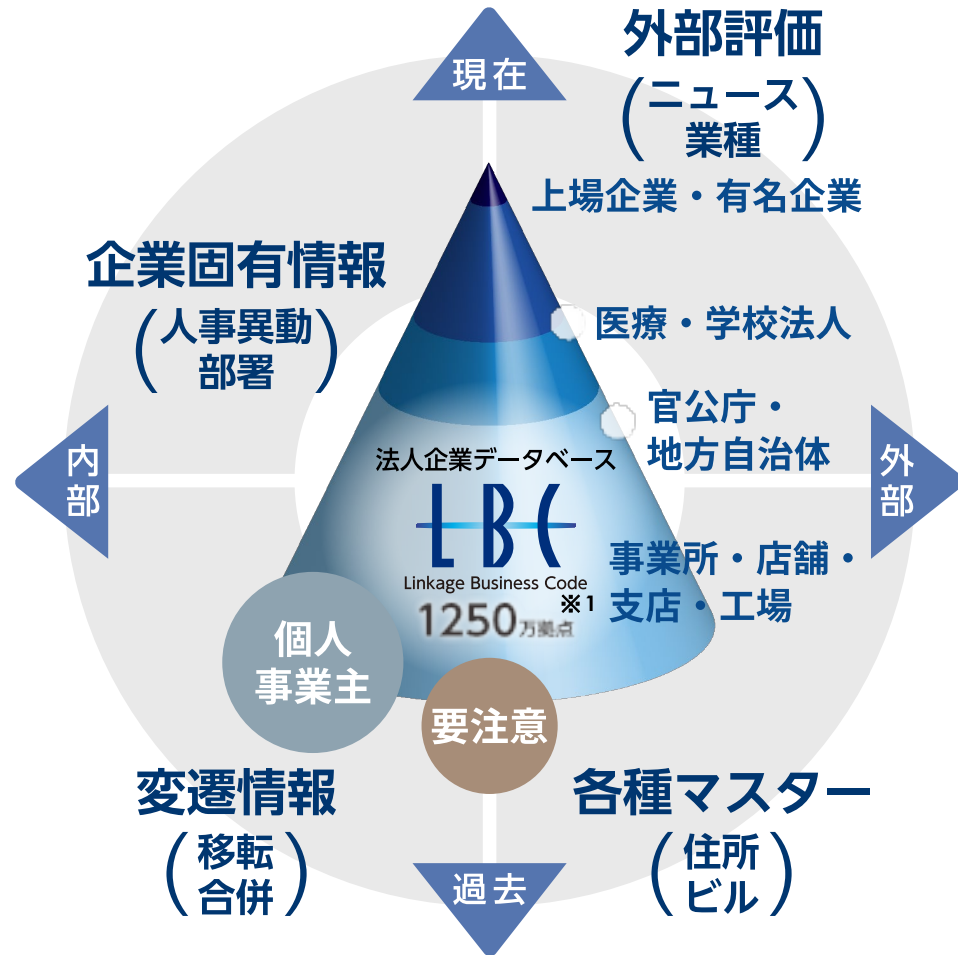 現在
外部評価
(ニュース
業種)
上場企業・有名企業
企業固有情報
(人事異動
部署)
医療・学校法人
官公庁・
地方自治体
内部
外部
法人企業データベース
LBC
Linkage Business Code
※1
1250万拠点
事業所・店舗・
支店・工場
個人
事業主
要注意
変遷情報
(移転
合併)
各種マスター
(住所
ビル)
過去